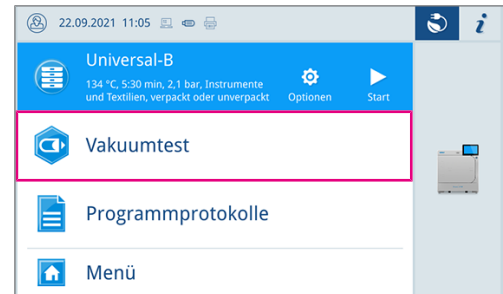 22.09.2021 11:05
i
Universal-B
134 °C, 5:30 min, 2,1 bar, Instrumente
und Textilien, verpackt oder unverpackt
Optionen
Start
Vakuumtest
Programmprotokolle
Menü